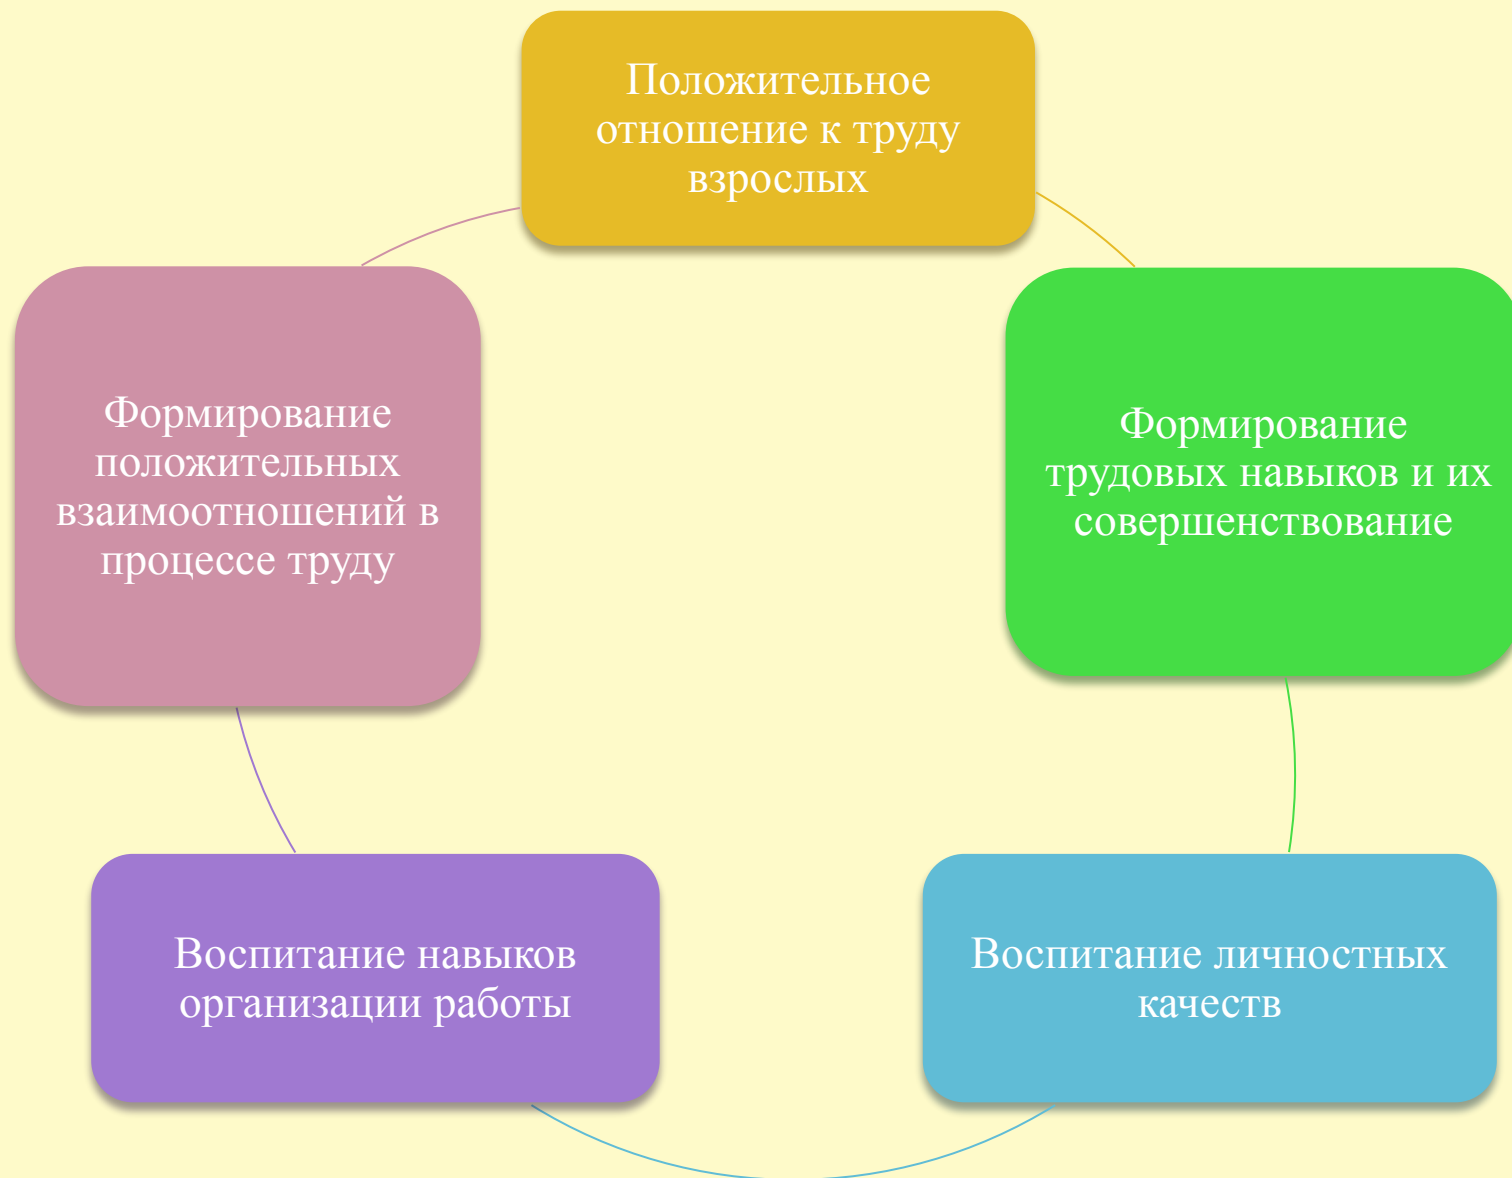 Положительное
отношение к труду
взрослых
Формирование
трудовых навыков и их
совершенствование
Воспитание личностных
качеств
Воспитание навыков
организации работы
Формирование
положительных
взаимоотношений в
процессе труду